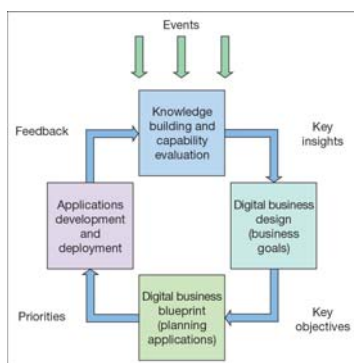 Events
Feedback
Knowledge
building and
capability
evaluation
Key
insights
Applications
development
and
deployment
Digital business
design
(business
goals)
Priorities
Digital business
blueprint
(planning
applications)
Key
objectives